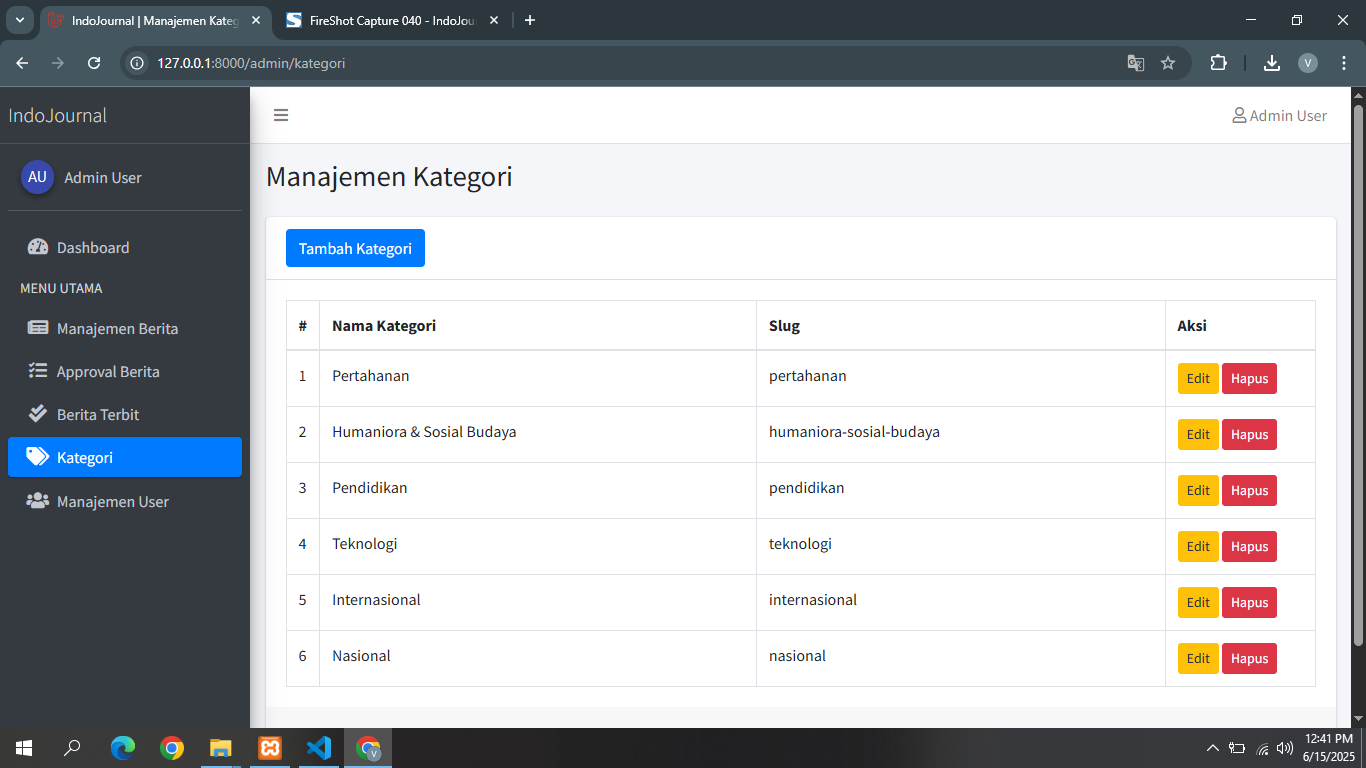 IndoJournal | Manajemen Kateg
FireShot Capture 040 - IndoJour
127.0.0.1:8000/admin/kategori
V
IndoJournal
Admin User
AU Admin User
Manajemen Kategori
Dashboard
Tambah Kategori
MENU UTAMA
Manajemen Berita
Approval Berita
Berita Terbit
Kategori
Manajemen User
# Nama Kategori Slug Aksi
1 Pertahanan pertahanan Edit Hapus
2 Humaniora & Sosial Budaya humaniora-sosial-budaya Edit Hapus
3 Pendidikan pendidikan Edit Hapus
4 Teknologi teknologi Edit Hapus
5 Internasional internasional Edit Hapus
6 Nasional nasional Edit Hapus
V
12:41 PM
6/15/2025